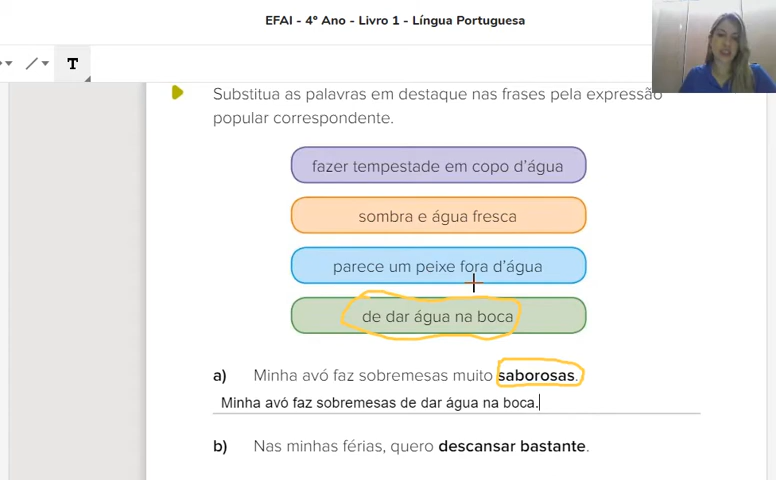 EFAI - 4º Ano - Livro 1 - Língua Portuguesa
T
Substitua as palavras em destaque nas frases pela expressão
popular correspondente.
fazer tempestade em copo d'água
sombra e água fresca
parece um peixe fora d'água
de dar água na boca
a) Minha avó faz sobremesas muito saborosas.
Minha avó faz sobremesas de dar água na boca.
b) Nas minhas férias, quero descansar bastante.